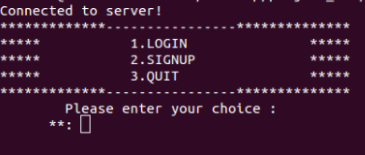 Connected to server!
*************----------------*************
*****           1.LOGIN            *****
*****           2.SIGNUP           *****
*****           3.QUIT             *****
*************----------------*************
Please enter your choice :
**: